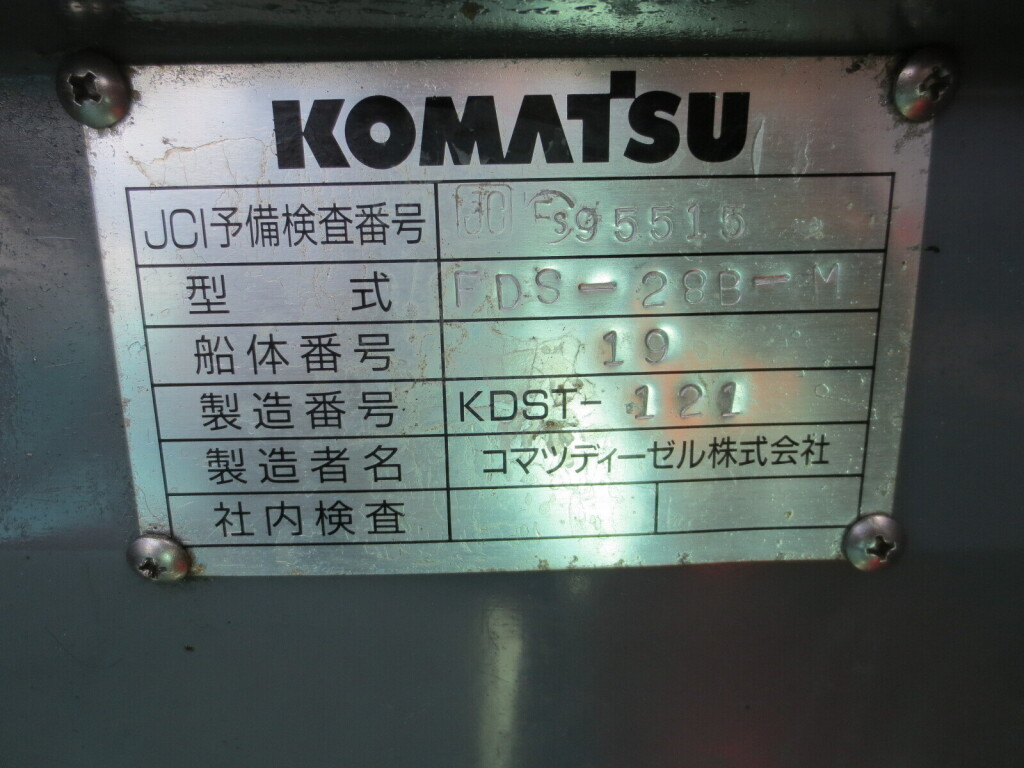 KOMATSU
JCI予備検査番号 S95515
型式 FDS-28B-M
船体番号 19
製造番号 KDST-121
製造者名 コマツディーゼル株式会社
社内検査